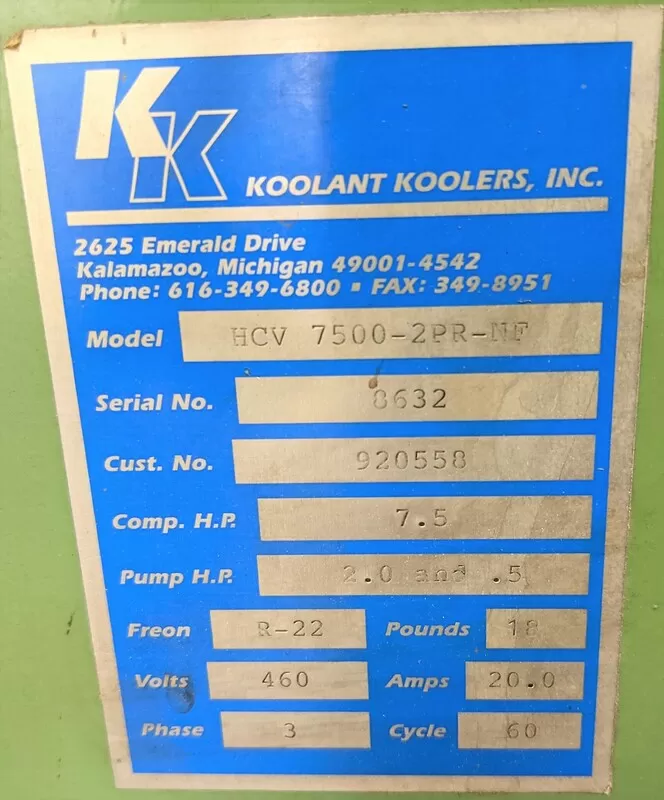 KK
KOOLANT KOOLERS, INC.
2625 Emerald Drive
Kalamazoo, Michigan 49001-4542
Phone: 616-349-6800 ▪ FAX: 349-8951
Model HCV 7500-2PR-NF
Serial No. 8632
Cust. No. 920558
Comp. H.P. 7.5
Pump H.P. 2.0 and .5
Freon R-22 Pounds 18
Volts 460 Amps 20.0
Phase 3 Cycle 60